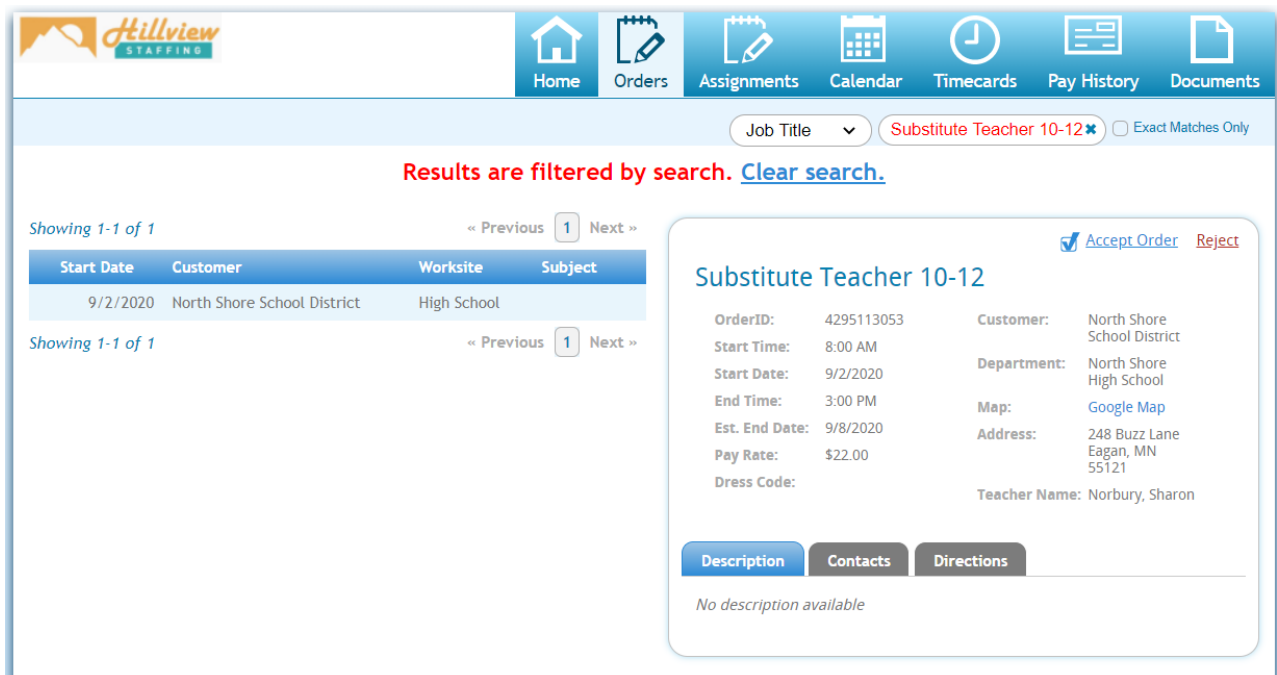 Hillview
STAFFING
Home
Orders
Assignments
Calendar
Timecards
Pay History
Documents
Job Title
Substitute Teacher 10-12
Exact Matches Only
Results are filtered by search. Clear search.
Showing 1-1 of 1
« Previous 1 Next »
Start Date Customer Worksite Subject
9/2/2020 North Shore School District High School
Showing 1-1 of 1
« Previous 1 Next »
Accept Order Reject
Substitute Teacher 10-12
OrderID: 4295113053
Start Time: 8:00 AM
Start Date: 9/2/2020
End Time: 3:00 PM
Est. End Date: 9/8/2020
Pay Rate: $22.00
Dress Code:
Customer: North Shore
School District
Department: North Shore
High School
Map: Google Map
Address: 248 Buzz Lane
Eagan, MN
55121
Teacher Name: Norbury, Sharon
Description Contacts Directions
No description available